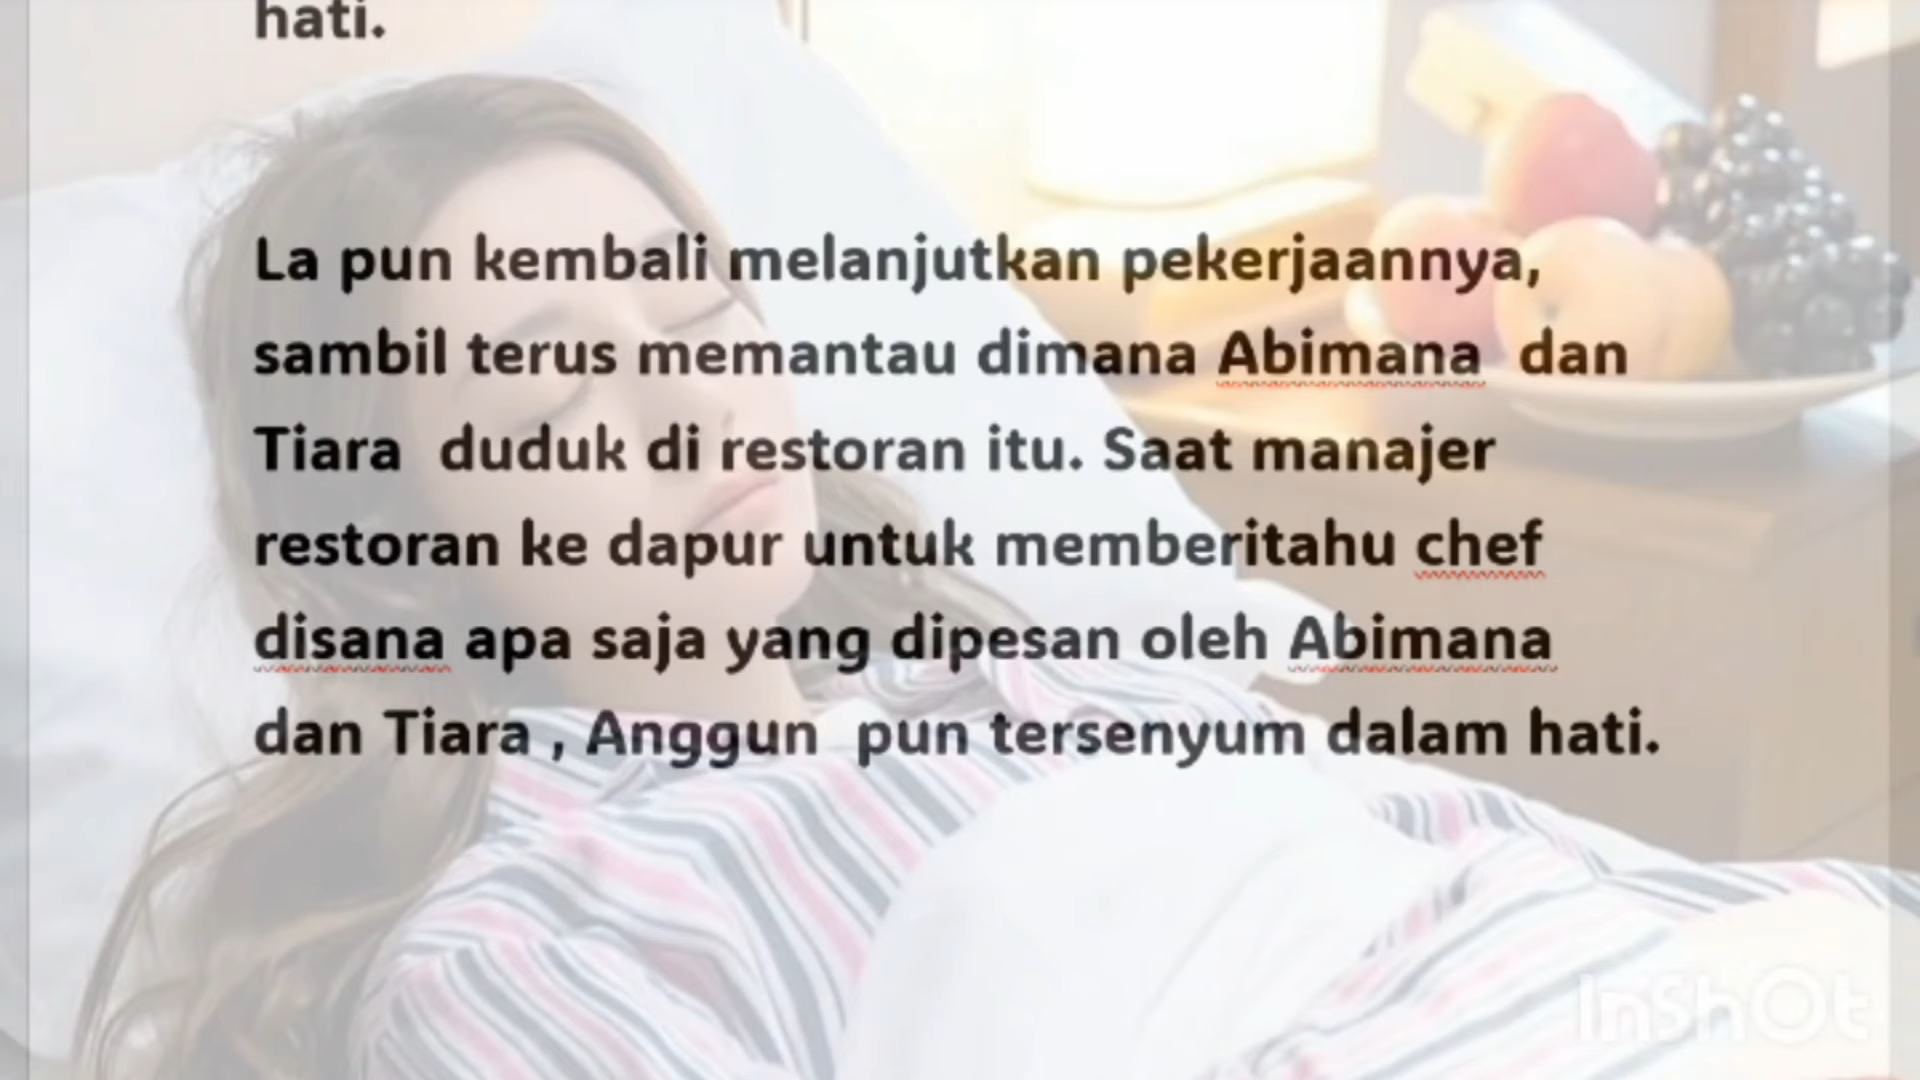 hati.
La pun kembali melanjutkan pekerjaannya,
sambil terus memantau dimana Abimana dan
Tiara duduk di restoran itu. Saat manajer
restoran ke dapur untuk memberitahu chef
disana apa saja yang dipesan oleh Abimana
dan Tiara , Anggun pun tersenyum dalam hati.
InShOt